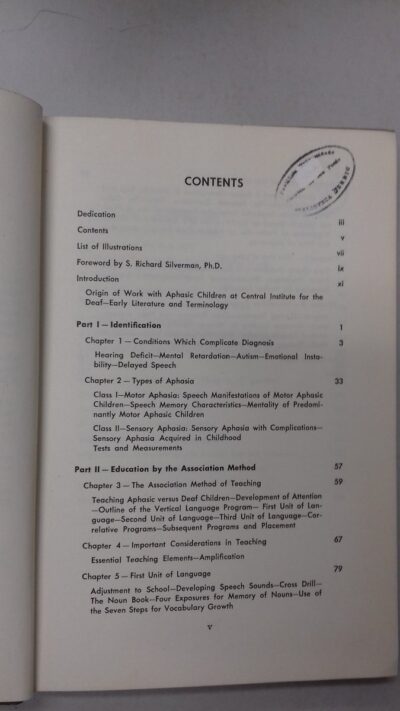 CONTENTS
Dedication iii
Contents v
List of Illustrations vii
Foreword by S. Richard Silverman, Ph.D. ix
Introduction xi
Origin of Work with Aphasic Children at Central Institute for the
Deaf—Early Literature and Terminology
Part I — Identification 1
Chapter 1 — Conditions Which Complicate Diagnosis 3
Hearing Deficit—Mental Retardation—Autism—Emotional Insta-
bility—Delayed Speech
Chapter 2 — Types of Aphasia 33
Class I—Motor Aphasia: Speech Manifestations of Motor Aphasic
Children—Speech Memory Characteristics—Mentality of Predomi-
nantly Motor Aphasic Children
Class II—Sensory Aphasia: Sensory Aphasia with Complications—
Sensory Aphasia Acquired in Childhood
Tests and Measurements
Part II — Education by the Association Method 57
Chapter 3 — The Association Method of Teaching 59
Teaching Aphasic versus Deaf Children—Development of Attention
—Outline of the Vertical Language Program— First Unit of Lan-
guage—Second Unit of Language—Third Unit of Language—Cor-
relative Programs—Subsequent Programs and Placement
Chapter 4 — Important Considerations in Teaching 67
Essential Teaching Elements—Amplification
Chapter 5 — First Unit of Language 79
Adjustment to School—Developing Speech Sounds—Cross Drill—
The Noun Book—Four Exposures for Memory of Nouns—Use of
the Seven Steps for Vocabulary Growth
v